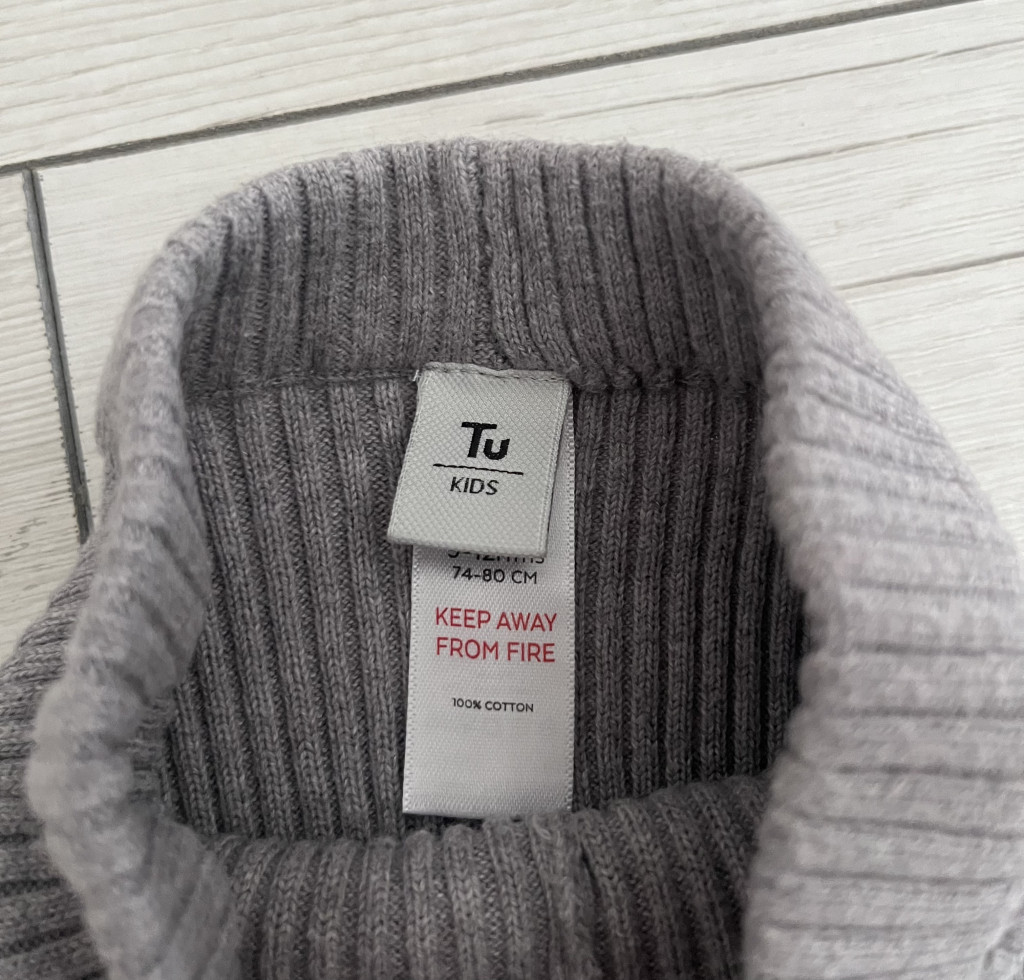 Tu
KIDS
74-80 CM
KEEP AWAY
FROM FIRE
100% COTTON